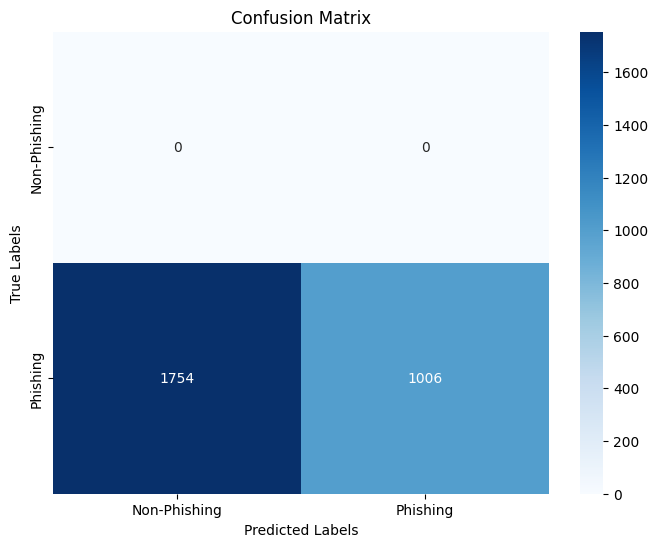 Confusion Matrix
Non-Phishing
Phishing
True Labels
0 0
1754 1006
Non-Phishing Phishing
Predicted Labels
1600
1400
1200
1000
800
600
400
200
0